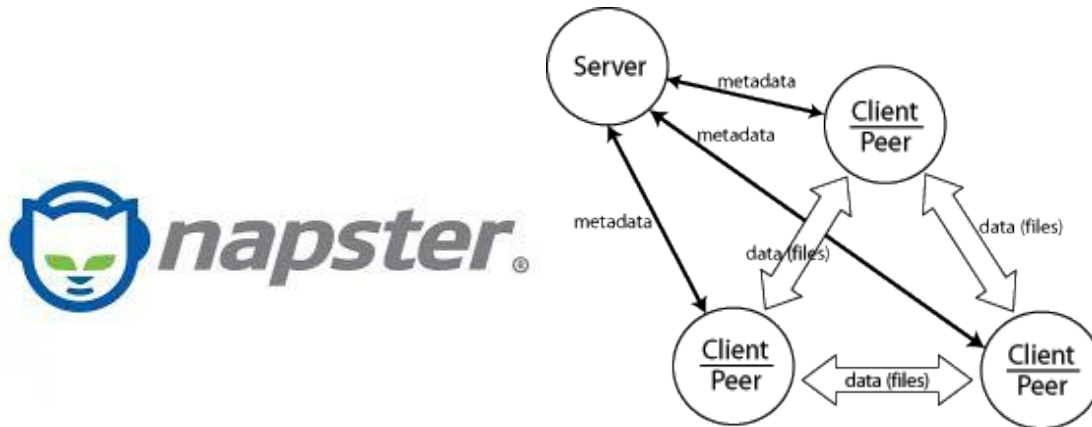 napster®
Server
metadata
Client
Peer
metadata
metadata
data (files)
data (files)
Client
Peer
data (files)
Client
Peer